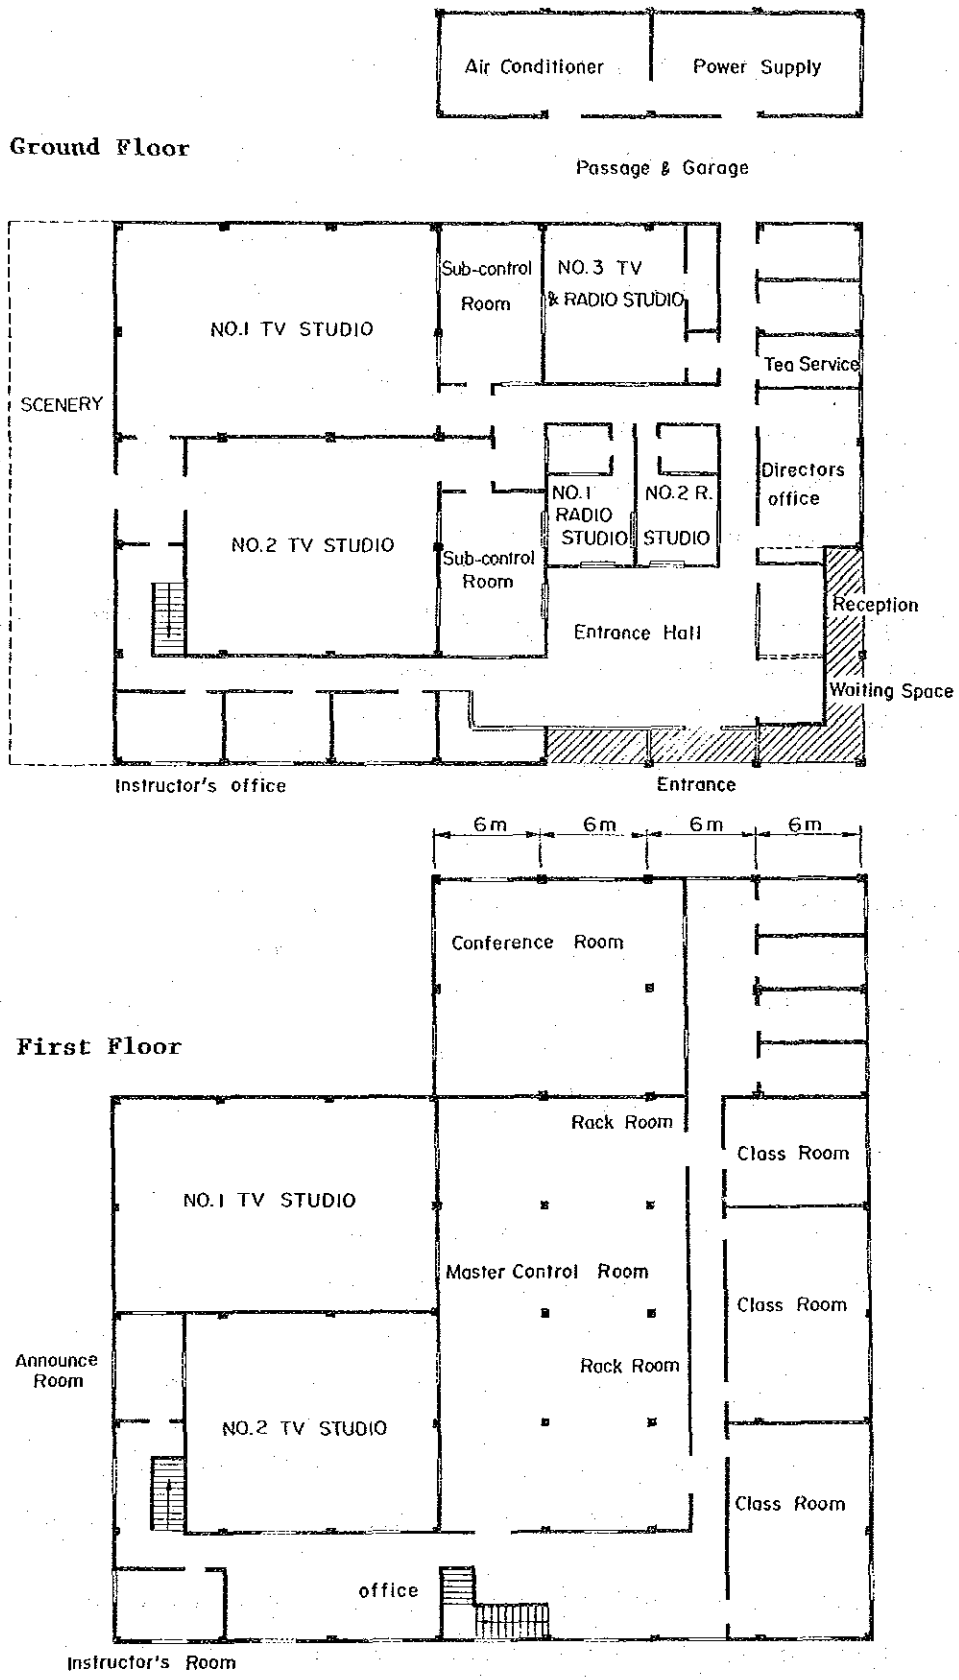 Air Conditioner
Power Supply
Ground Floor
Passage & Garage
Sub-control
Room
NO.3 TV
& RADIO STUDIO
NO.1 TV STUDIO
Tea Service
SCENERY
Directors
office
NO.1
RADIO
STUDIO
NO.2 R.
STUDIO
NO.2 TV STUDIO
Sub-control
Room
Reception
Entrance Hall
Waiting Space
Instructor's office
Entrance
6m
6m
6m
6m
Conference Room
First Floor
Rack Room
Class Room
NO.1 TV STUDIO
Master Control Room
Class Room
Announce
Room
Rack Room
NO.2 TV STUDIO
Class Room
office
Instructor's Room